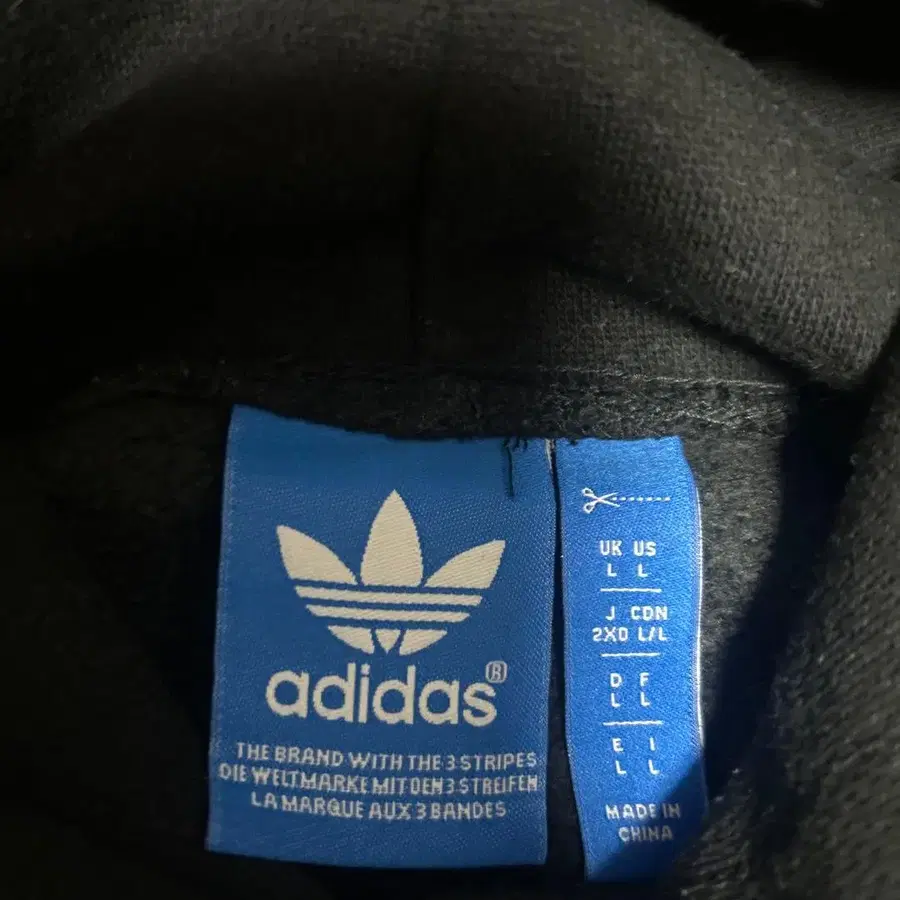 adidas®
THE BRAND WITH THE 3 STRIPES
DIE WELTMARKE MIT DEN 3 STREIFEN
LA MARQUE AUX 3 BANDES
UK US
L L
J CDN
2XO L/L
D F
L L
E I
L L
MADE IN
CHINA